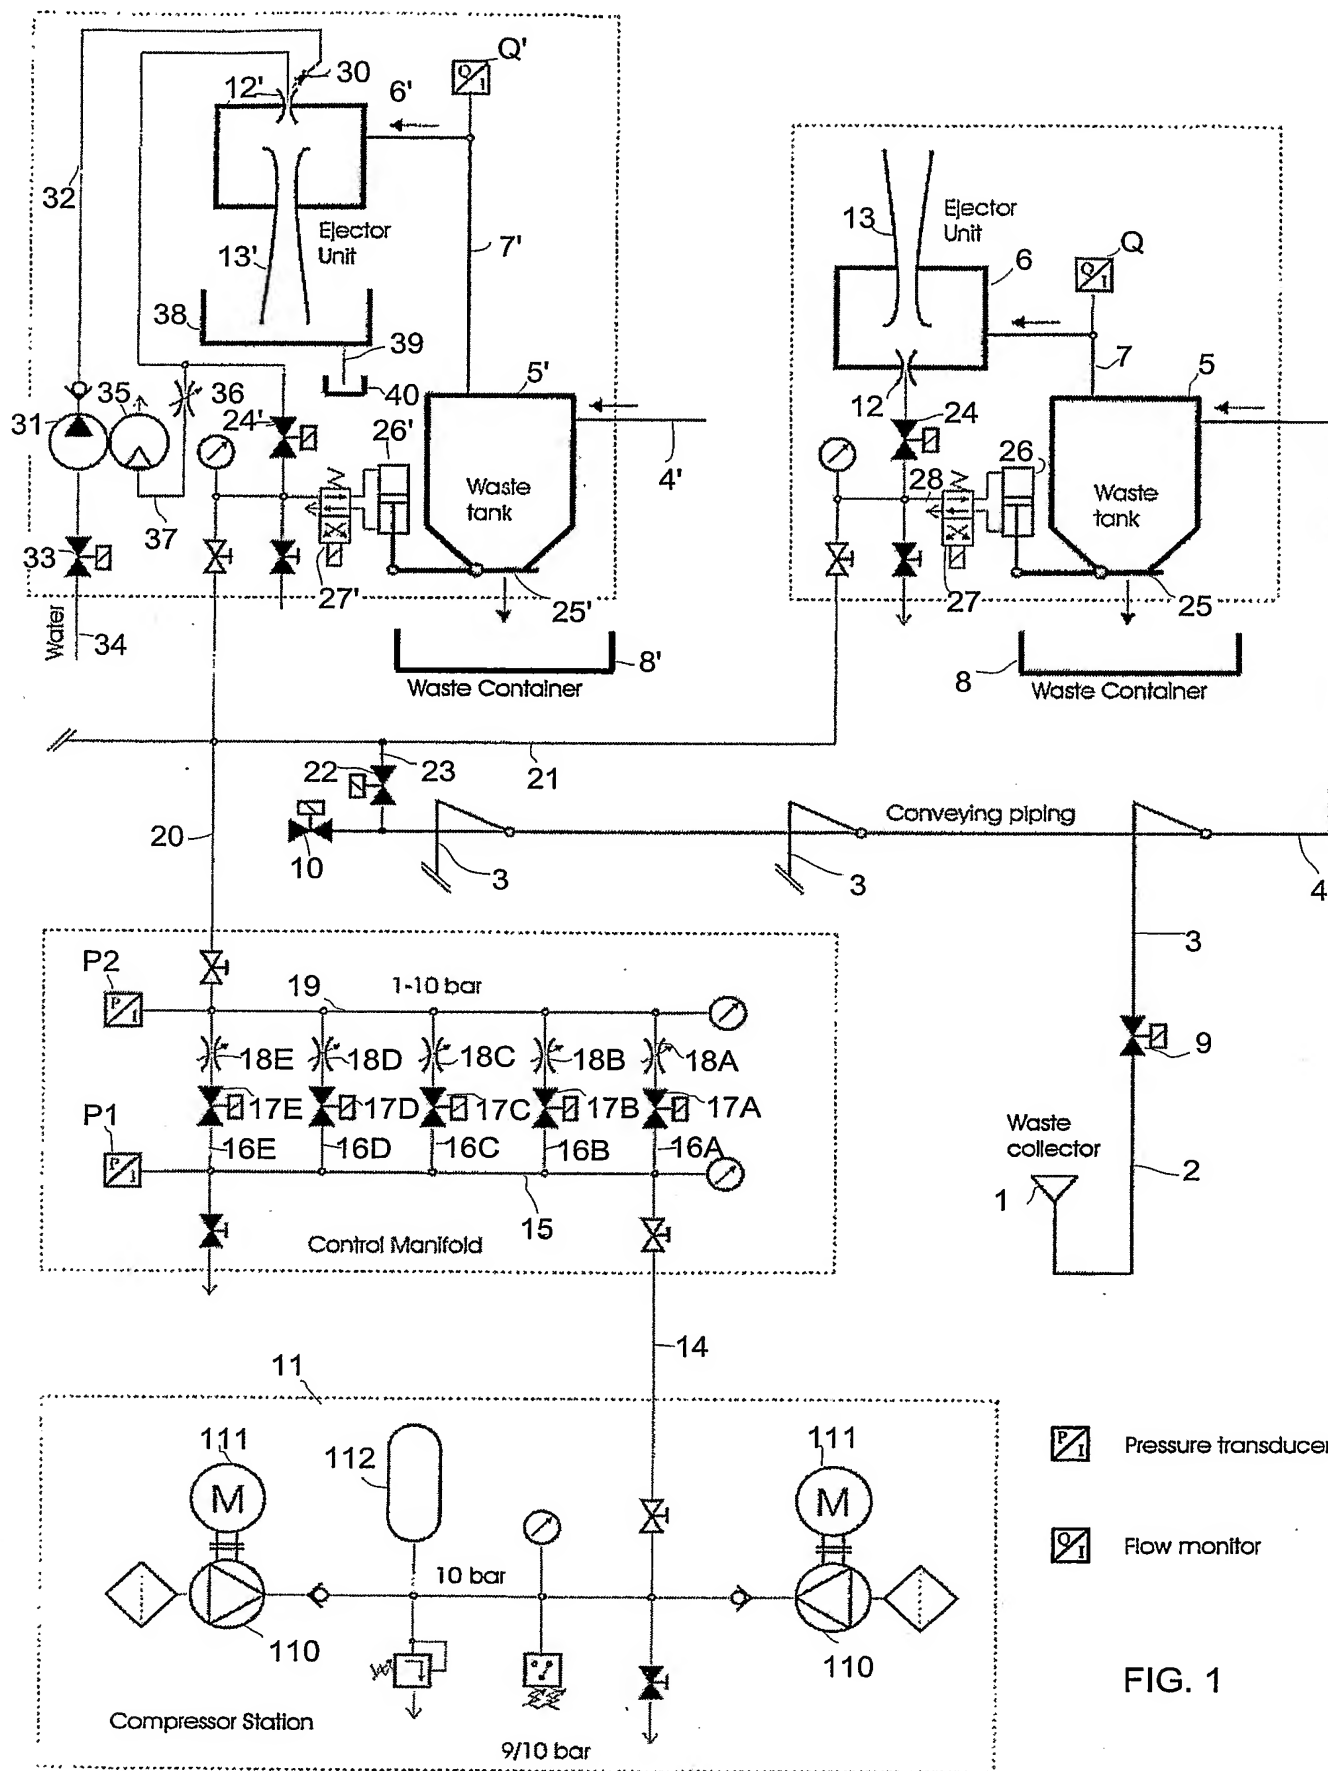 Q'
Q
I
30
12'
6'
32
Ejector
Unit
13'
7'
38
39
40
5'
36
35
31
24'
26'
4'
Waste
tank
37
33
27'
25'
34
Water
8'
Waste Container
13
Ejector
Unit
6
Q
Q
I
7
5
12
24
26
28
Waste
tank
27
25
8
Waste Container
21
22
23
20
10
3
3
Conveying piping
4
3
9
Waste
collector
1
2
P2
P
I
19
1-10 bar
18E
18D
18C
18B
18A
17E
17D
17C
17B
17A
P1
P
I
16E
16D
16C
16B
16A
15
Control Manifold
14
11
111
M
112
111
M
10 bar
110
110
Compressor Station
9/10 bar
P
I
Pressure transducer
Q
I
Flow monitor
FIG. 1